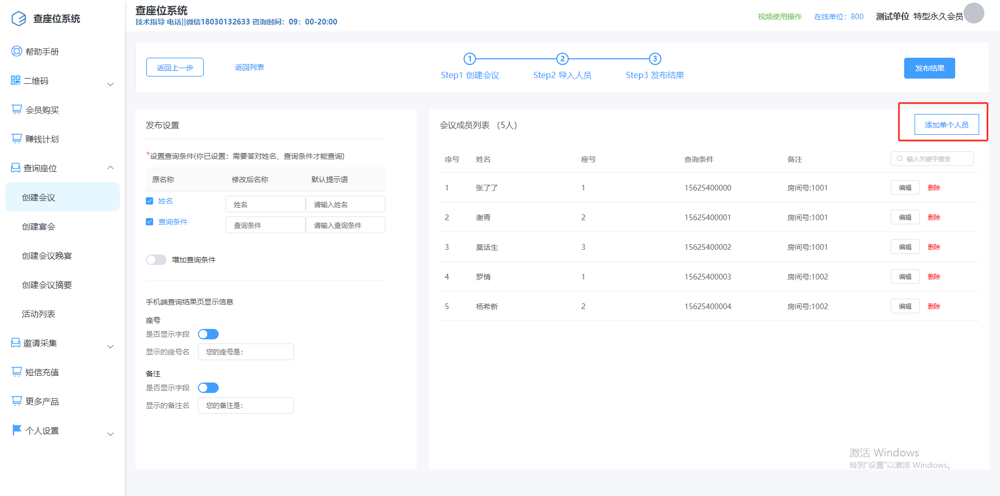 查座位系统
帮助手册
二维码
会员购买
赚钱计划
查询座位
创建会议
创建宴会
创建会议晚宴
创建会议摘要
活动列表
邀请采集
短信充值
更多产品
个人设置
查座位系统
技术指导 电话||微信18030132633 咨询时间：09：00-20:00
视频使用操作 在线单位：800 测试单位 特型永久会员
返回上一步 返回列表
1 2 3
Step1 创建会议 Step2 导入人员 Step3 发布结果
发布结果
发布设置
*设置查询条件(你已设置：需要答对姓名、查询条件才能查询)
原名称 修改后名称 默认提示语
姓名 姓名 请输入姓名
查询条件 查询条件 请输入查询条件
增加查询条件
手机端查询结果页显示信息
座号
是否显示字段
显示的座号名 您的座号是：
备注
是否显示字段
显示的备注名 您的备注是：
会议成员列表 （5人） 添加单个人员
序号 姓名 座号 查询条件 备注 输入关键字搜索
1 张了了 1 15625400000 房间号:1001 编辑 删除
2 谢青 2 15625400001 房间号:1001 编辑 删除
3 莫话生 3 15625400002 房间号:1001 编辑 删除
4 罗情 1 15625400003 房间号:1002 编辑 删除
5 杨希新 2 15625400004 房间号:1002 编辑 删除
激活 Windows
转到“设置”以激活 Windows。